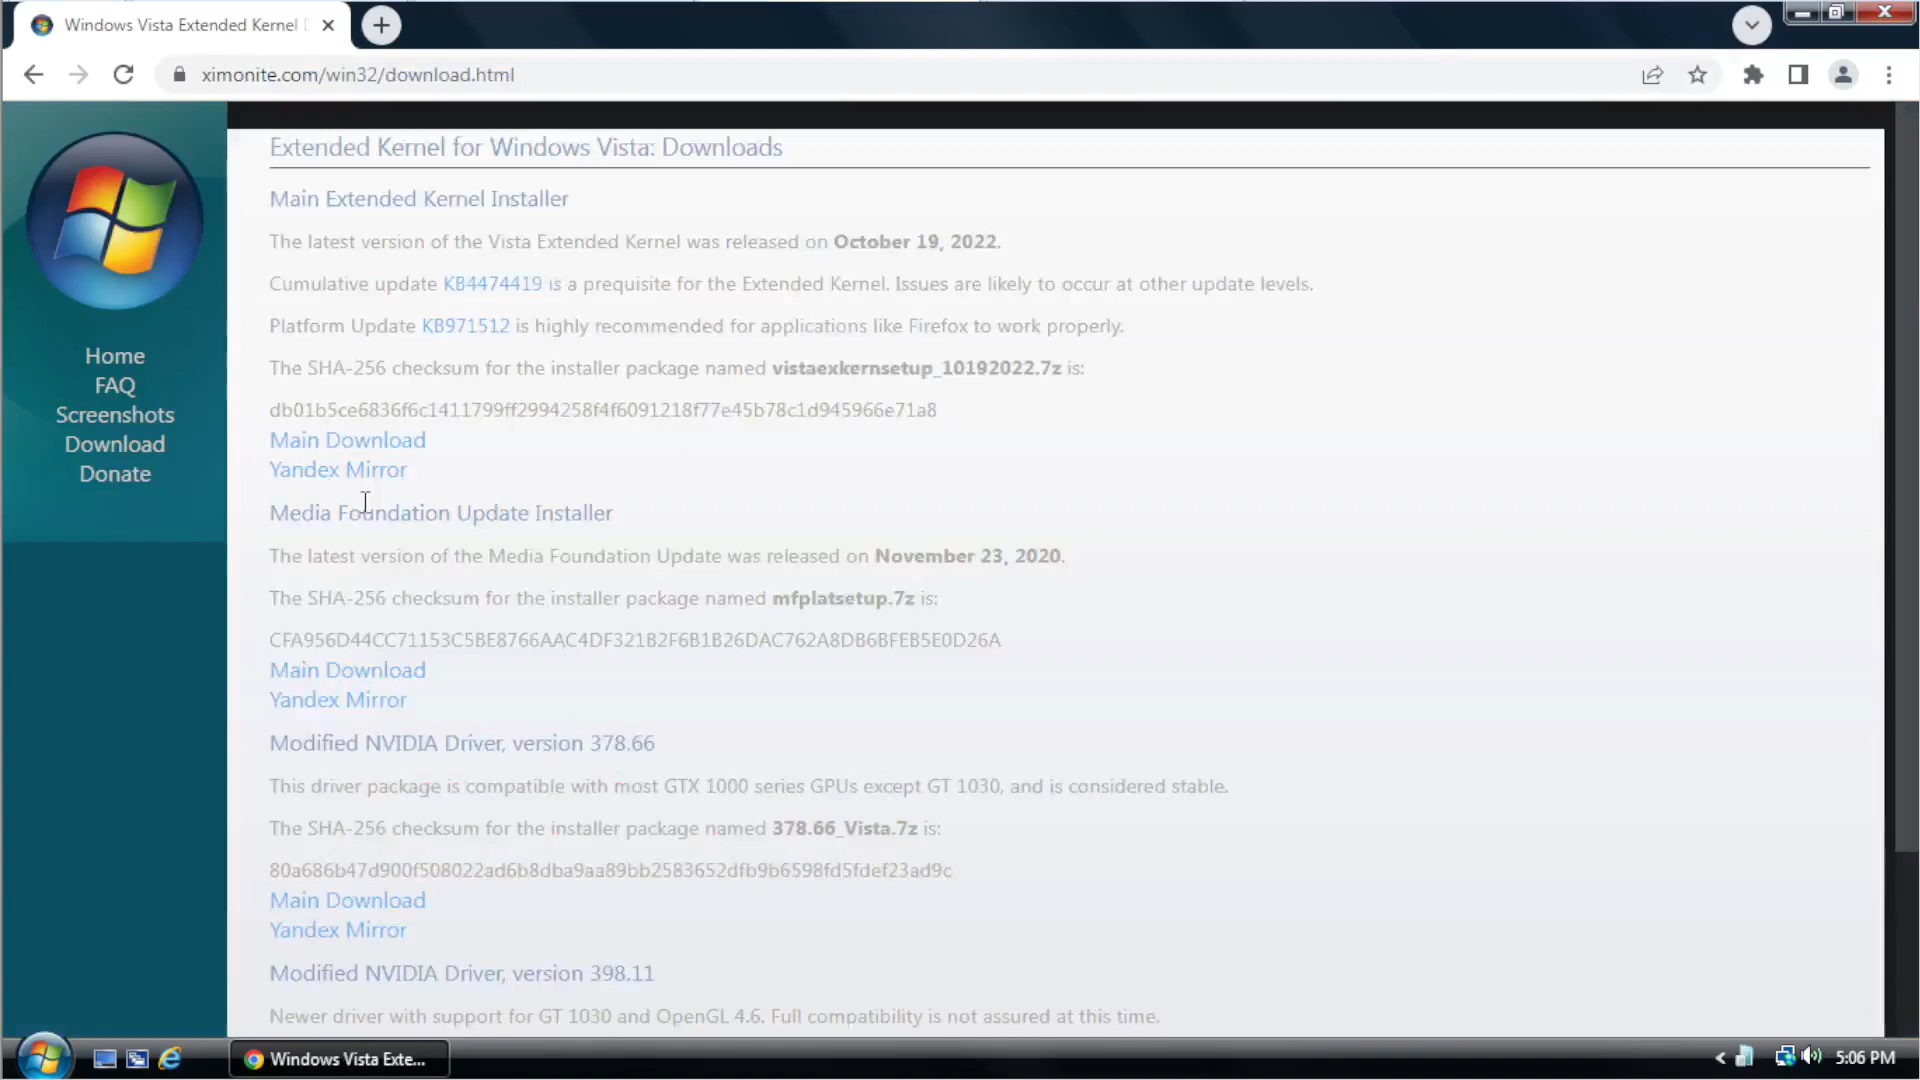 Windows Vista Extended Kernel D
ximonite.com/win32/download.html
Home
FAQ
Screenshots
Download
Donate
Extended Kernel for Windows Vista: Downloads
Main Extended Kernel Installer
The latest version of the Vista Extended Kernel was released on October 19, 2022.
Cumulative update KB4474419 is a prequisite for the Extended Kernel. Issues are likely to occur at other update levels.
Platform Update KB971512 is highly recommended for applications like Firefox to work properly.
The SHA-256 checksum for the installer package named vistaexkernsetup_10192022.7z is:
db01b5ce6836f6c1411799ff2994258f4f6091218f77e45b78c1d945966e71a8
Main Download
Yandex Mirror
Media Foundation Update Installer
The latest version of the Media Foundation Update was released on November 23, 2020.
The SHA-256 checksum for the installer package named mfplatsetup.7z is:
CFA956D44CC71153C5BE8766AAC4DF321B2F6B1B26DAC762A8DB6BFEB5E0D26A
Main Download
Yandex Mirror
Modified NVIDIA Driver, version 378.66
This driver package is compatible with most GTX 1000 series GPUs except GT 1030, and is considered stable.
The SHA-256 checksum for the installer package named 378.66_Vista.7z is:
80a686b47d900f508022ad6b8dba9aa89bb2583652dfb9b6598fd5fdef23ad9c
Main Download
Yandex Mirror
Modified NVIDIA Driver, version 398.11
Newer driver with support for GT 1030 and OpenGL 4.6. Full compatibility is not assured at this time.
Windows Vista Exte...
5:06 PM